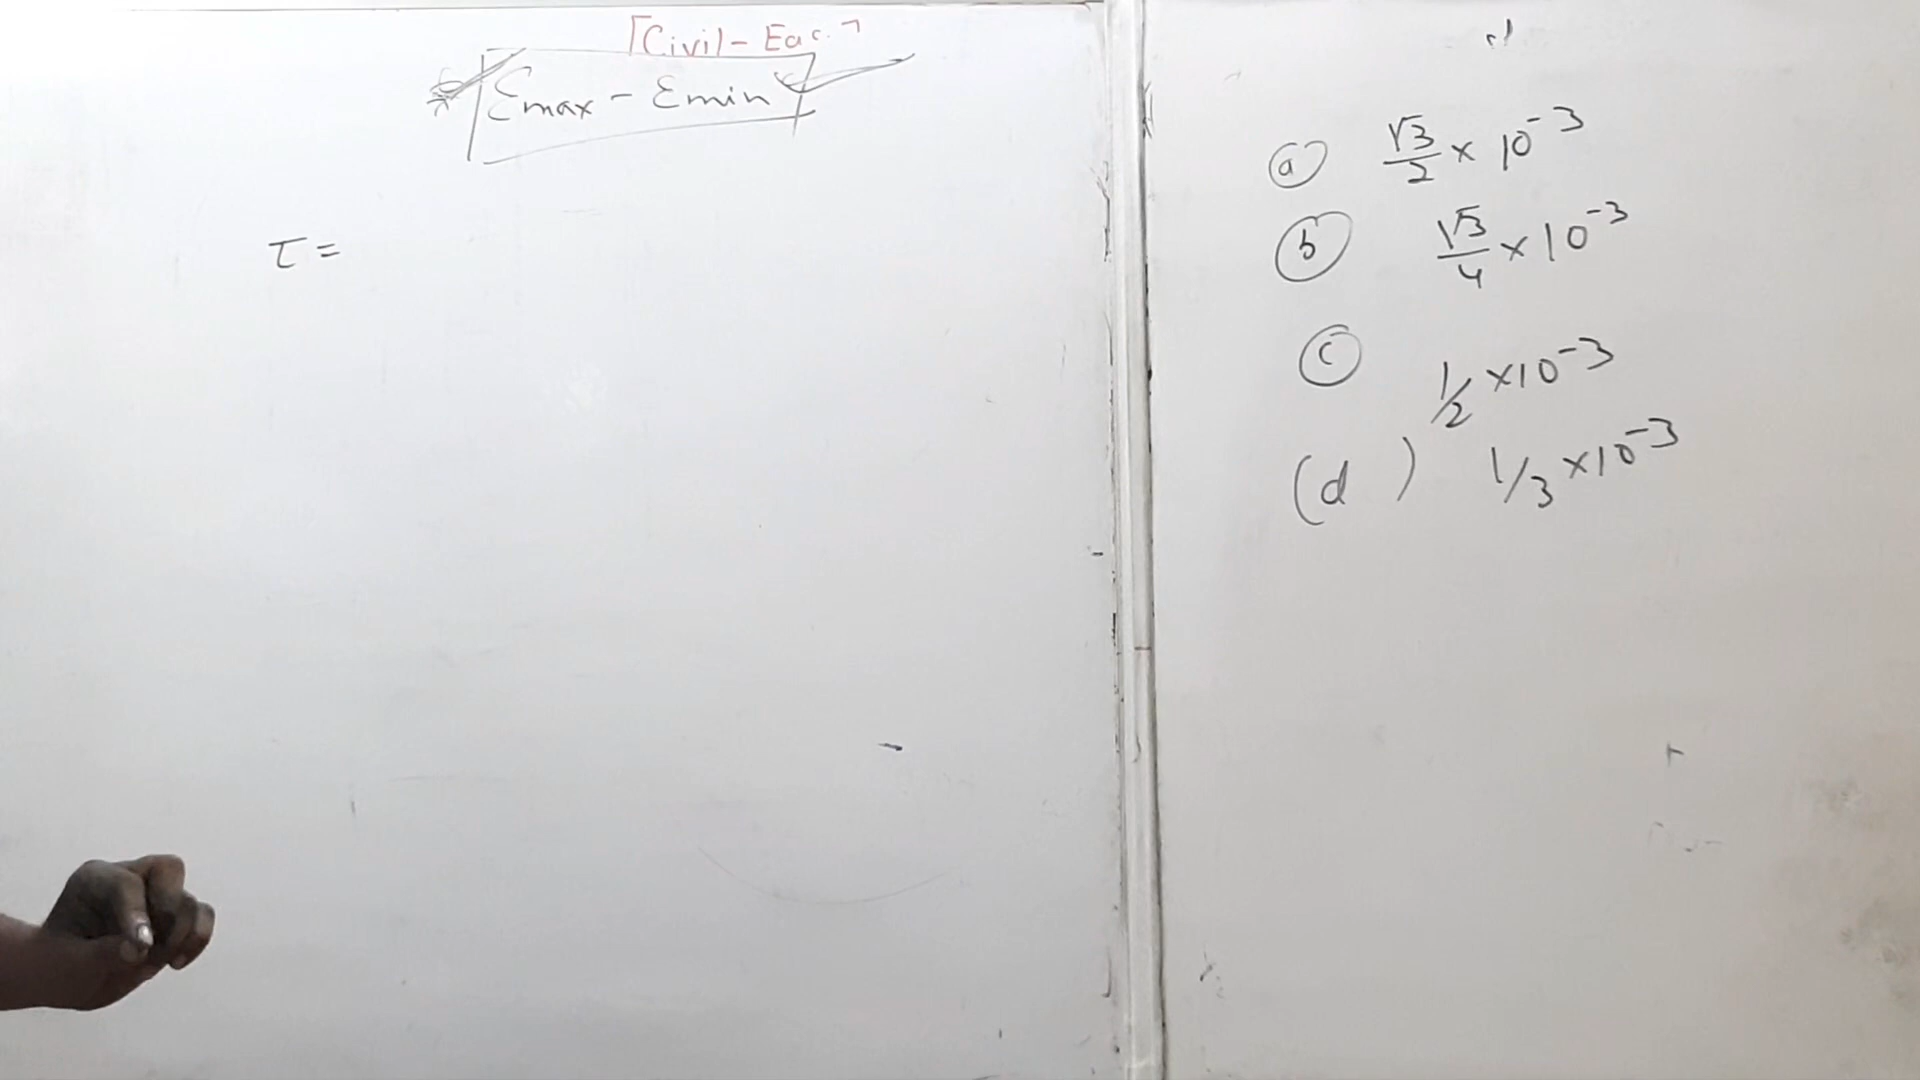 [Civil - Eac.]
* Ɛmax - Ɛmin
τ =
(a) √3/2 × 10⁻³
(b) √3/4 × 10⁻³
(c) 1/2 × 10⁻³
(d) 1/3 × 10⁻³